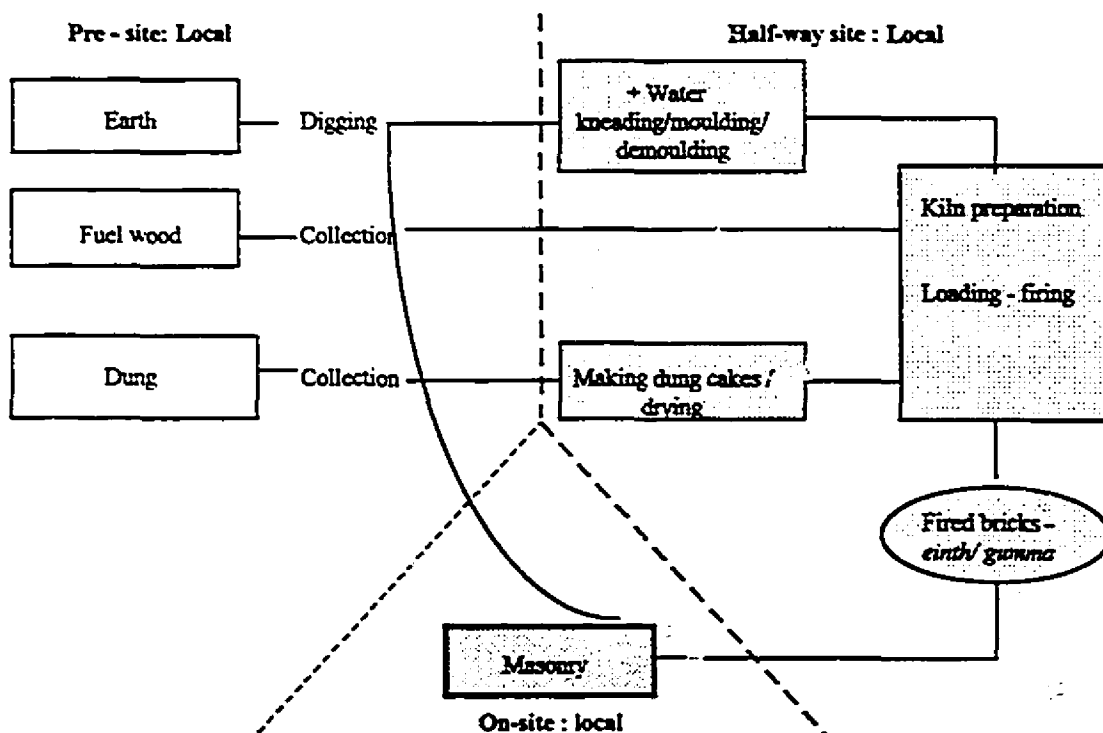 Pre - site: Local
Half-way site : Local
Earth
Digging
+ Water
kneading/moulding/
demoulding
Fuel wood
Collection
Kiln preparation
Loading - firing
Dung
Collection
Making dung cakes /
drying
Fired bricks -
einth/ gumma
Masonry
On-site : local